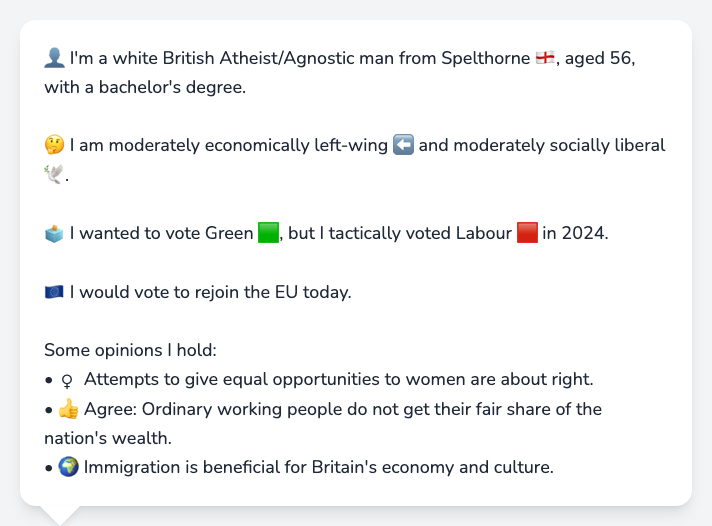 👤 I'm a white British Atheist/Agnostic man from Spelthorne 🏴󠁧󠁢󠁥󠁮󠁧󠁿, aged 56,
with a bachelor's degree.
🤔 I am moderately economically left-wing ⬅️ and moderately socially liberal
🕊️.
🗳️ I wanted to vote Green 🟩, but I tactically voted Labour 🟥 in 2024.
🇪🇺 I would vote to rejoin the EU today.
Some opinions I hold:
• ♀ Attempts to give equal opportunities to women are about right.
• 👍 Agree: Ordinary working people do not get their fair share of the
nation's wealth.
• 🌍 Immigration is beneficial for Britain's economy and culture.